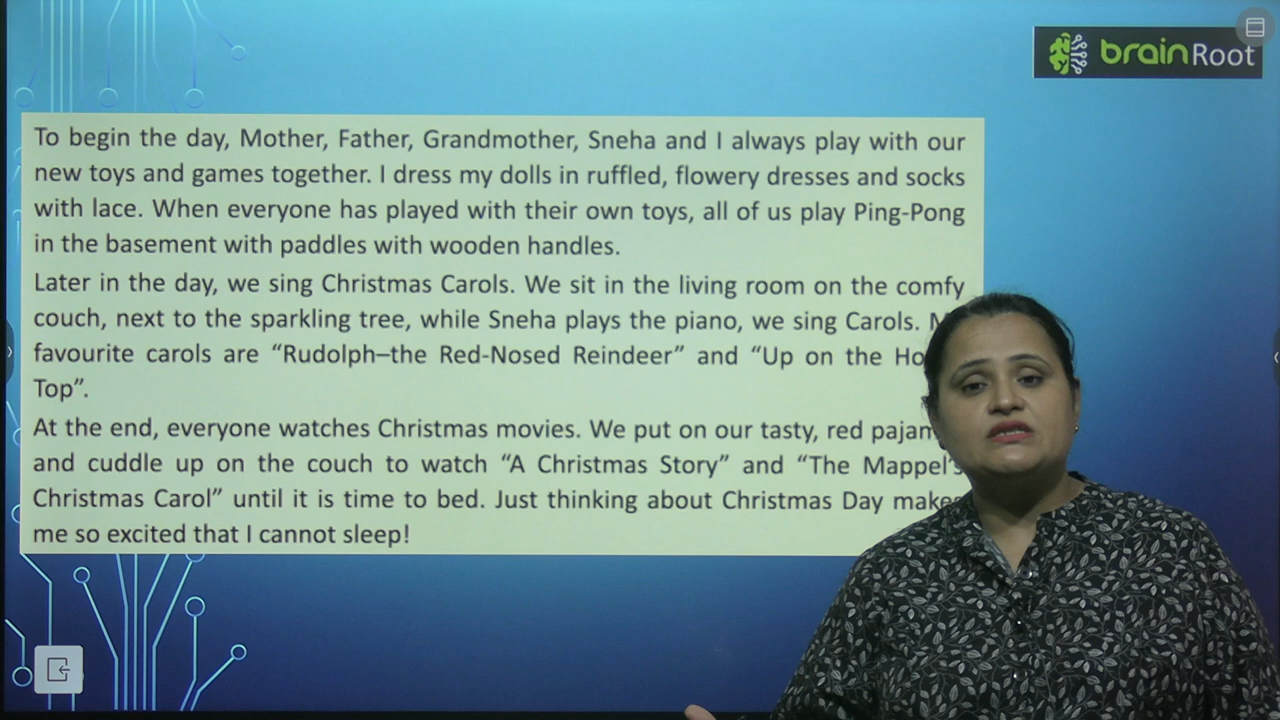 brainRoot
To begin the day, Mother, Father, Grandmother, Sneha and I always play with our
new toys and games together. I dress my dolls in ruffled, flowery dresses and socks
with lace. When everyone has played with their own toys, all of us play Ping-Pong
in the basement with paddles with wooden handles.
Later in the day, we sing Christmas Carols. We sit in the living room on the comfy
couch, next to the sparkling tree, while Sneha plays the piano, we sing Carols.
favourite carols are “Rudolph–the Red-Nosed Reindeer” and “Up on the
Top”.
At the end, everyone watches Christmas movies. We put on our tasty, red
and cuddle up on the couch to watch “A Christmas Story” and “The Mappel’s
Christmas Carol” until it is time to bed. Just thinking about Christmas Day makes
me so excited that I cannot sleep!